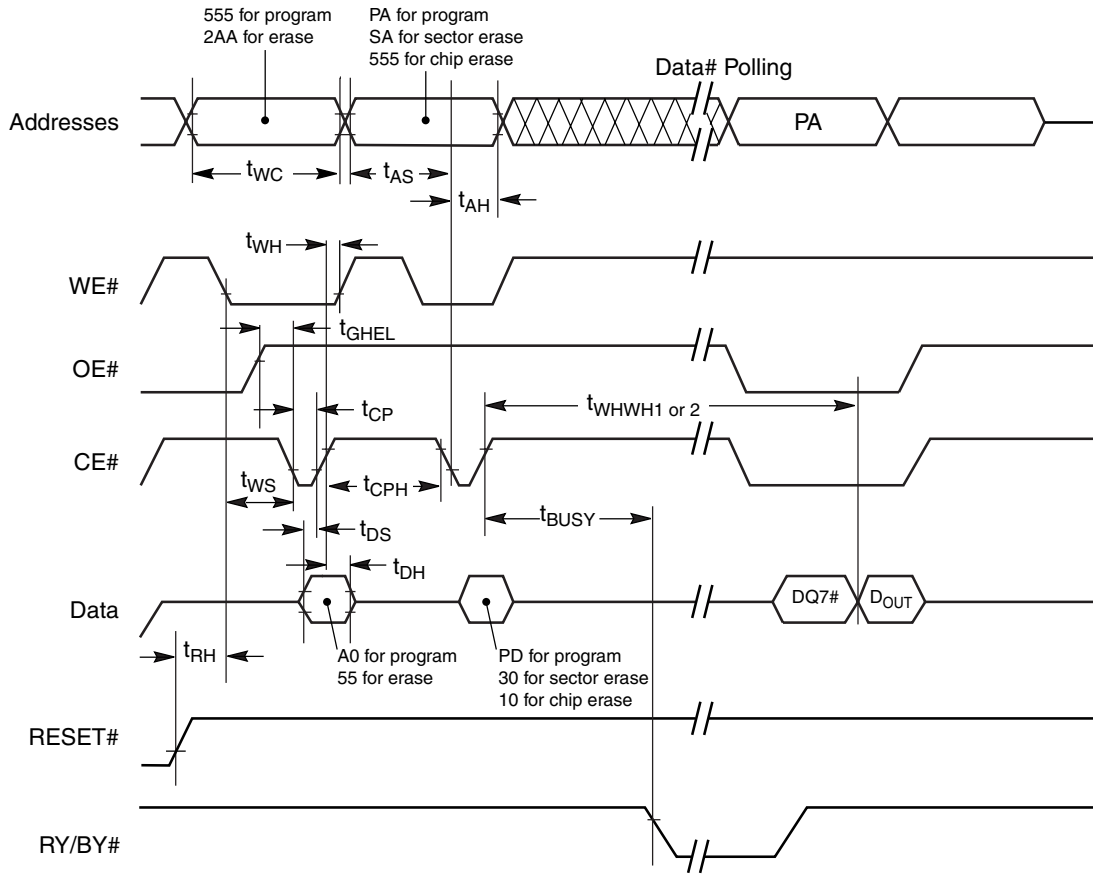 555 for program
2AA for erase
PA for program
SA for sector erase
555 for chip erase
Data# Polling
Addresses
PA
tWC
tAS
tAH
tWH
WE#
tGHEL
OE#
tWHWH1 or 2
tCP
CE#
tWS
tCPH
tBUSY
tDS
tDH
Data
DQ7#
DOUT
tRH
A0 for program
55 for erase
PD for program
30 for sector erase
10 for chip erase
RESET#
RY/BY#